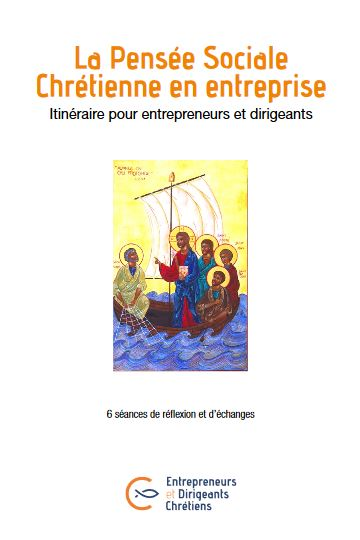 La Pensée Sociale
Chrétienne en entreprise
Itinéraire pour entrepreneurs et dirigeants
6 séances de réflexion et d'échanges
Entrepreneurs
et Dirigeants
Chrétiens